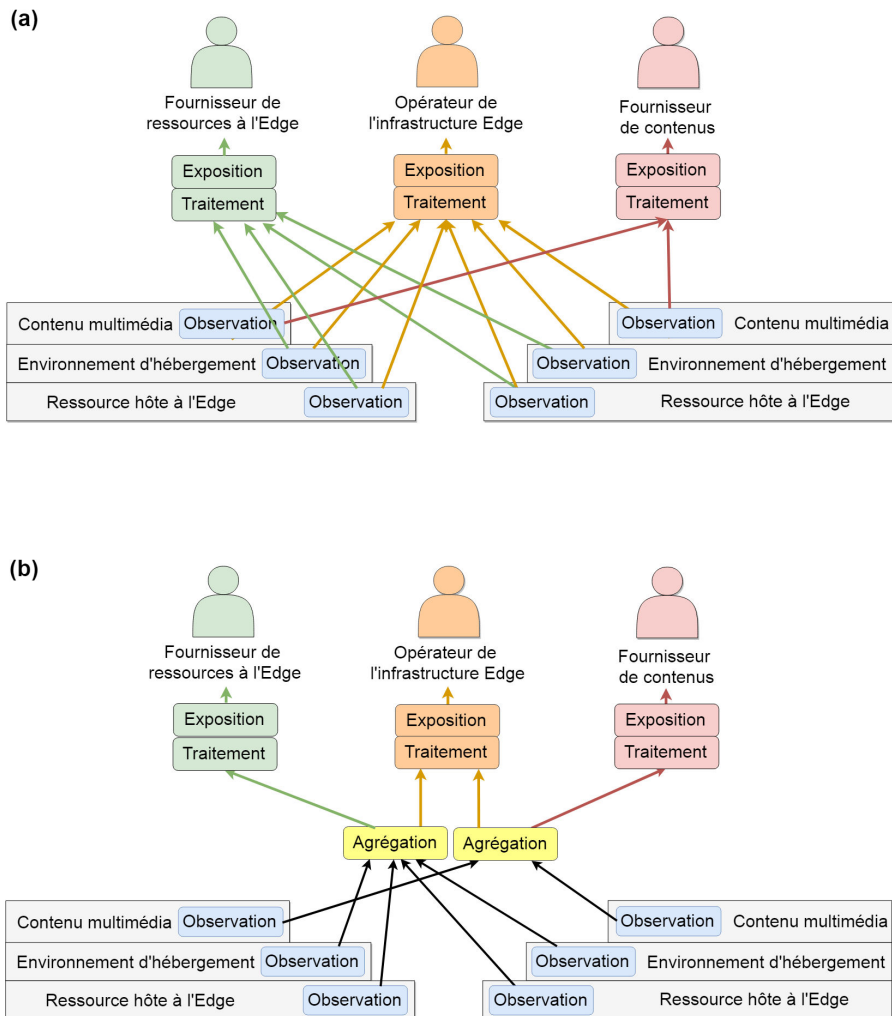 (a)
Fournisseur de
ressources à l'Edge
Opérateur de
l'infrastructure Edge
Fournisseur
de contenus
Exposition
Exposition
Exposition
Traitement
Traitement
Traitement
Contenu multimédia
Observation
Observation
Contenu multimédia
Environnement d'hébergement
Observation
Observation
Environnement d'hébergement
Ressource hôte à l'Edge
Observation
Observation
Ressource hôte à l'Edge
(b)
Fournisseur de
ressources à l'Edge
Opérateur de
l'infrastructure Edge
Fournisseur
de contenus
Exposition
Exposition
Exposition
Traitement
Traitement
Traitement
Agrégation
Agrégation
Contenu multimédia
Observation
Observation
Contenu multimédia
Environnement d'hébergement
Observation
Observation
Environnement d'hébergement
Ressource hôte à l'Edge
Observation
Observation
Ressource hôte à l'Edge